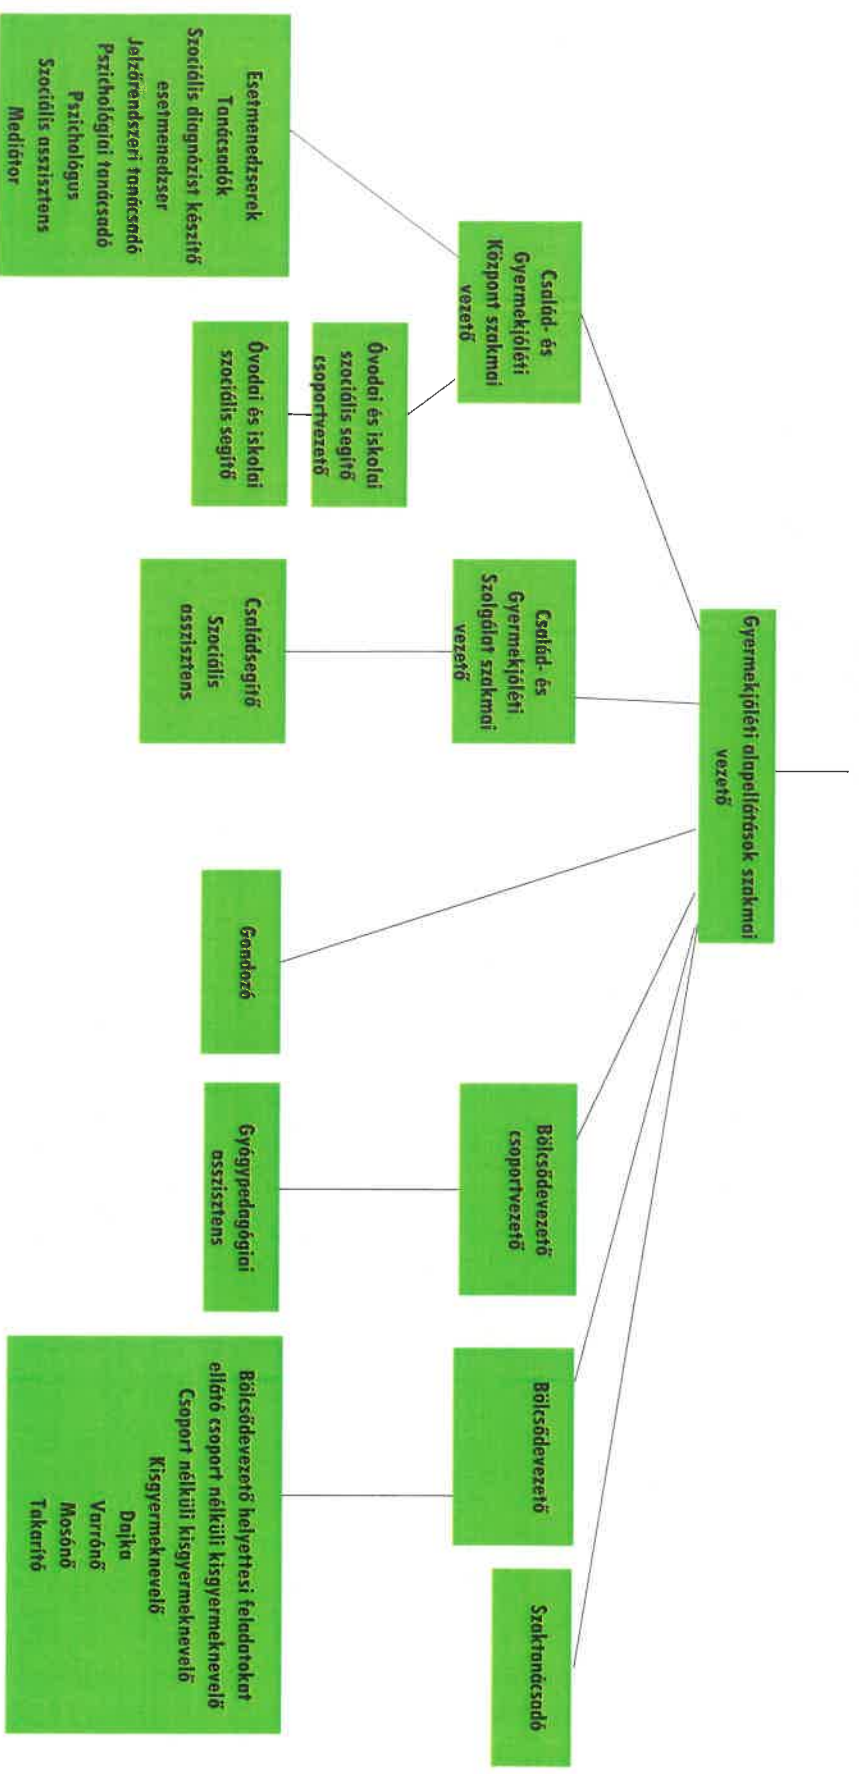 Gyermekjóléti alapellátások szakmai
vezető
Család- és
Gyermekjóléti
Központ szakmai
vezető
Család- és
Gyermekjóléti
Szolgálat szakmai
vezető
Bölcsődevezető
csoportvezető
Bölcsődevezető
Szaktanácsadó
Óvodai és iskolai
szociális segítő
csoportvezető
Esetmenedzserek
Tanácsadók
Szociális diagnózist készítő
esetmenedzser
Jelzőrendszeri tanácsadó
Pszichológiai tanácsadó
Pszichológus
Szociális asszisztens
Mediátor
Óvodai és iskolai
szociális segítő
Családsegítő
Szociális
asszisztens
Gondozó
Gyógypedagógiai
asszisztens
Bölcsődevezető helyettesi feladatokat
ellátó csoport nélküli kisgyermeknevelő
Csoport nélküli kisgyermeknevelő
Kisgyermeknevelő
Dajka
Varrónő
Mosónő
Takarító